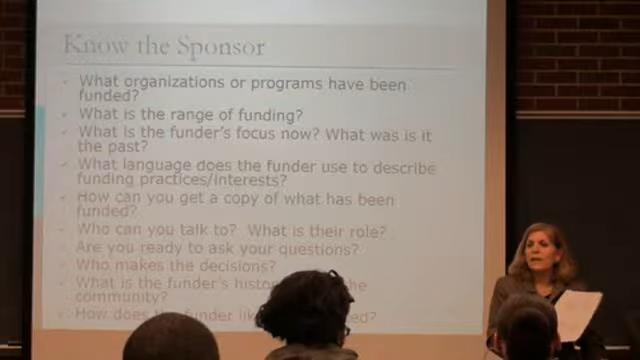 Know the Sponsor
What organizations or programs have been
funded?
What is the range of funding?
What is the funder's focus now? What was is it
the past?
What language does the funder use to describe
funding practices/interests?
How can you get a copy of what has been
funded?
Who can you talk to? What is their role?
Are you ready to ask your questions?
Who makes the decisions?
What is the funder's the
community?
How does the funder